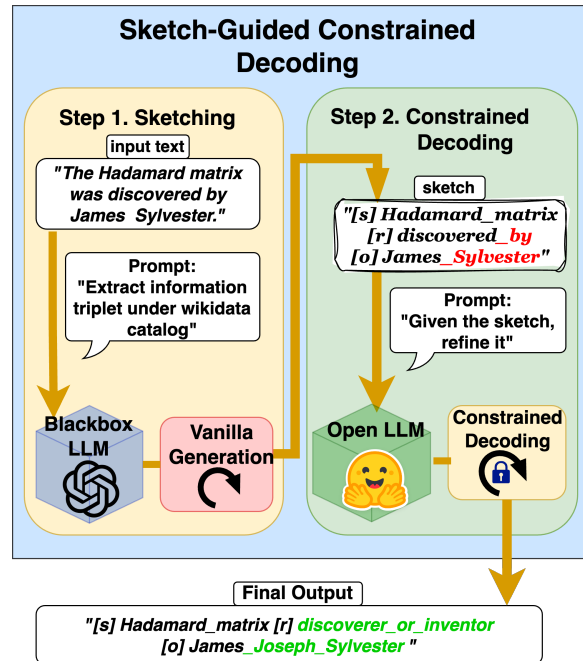 Sketch-Guided Constrained
Decoding
Step 1. Sketching
input text
"The Hadamard matrix
was discovered by
James Sylvester."
Prompt:
"Extract information
triplet under wikidata
catalog"
Blackbox
LLM
Vanilla
Generation
Step 2. Constrained
Decoding
sketch
"[s] Hadamard_matrix
[r] discovered_by
[o] James_Sylvester"
Prompt:
"Given the sketch,
refine it"
Open LLM
Constrained
Decoding
Final Output
"[s] Hadamard_matrix [r] discoverer_or_inventor
[o] James_Joseph_Sylvester "